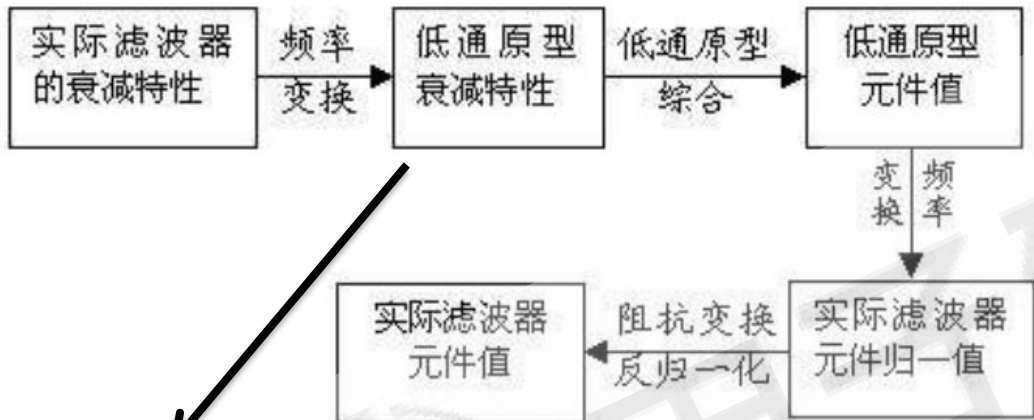 实际滤波器
的衰减特性
频率
变换
低通原型
衰减特性
低通原型
综合
低通原型
元件值
变换
频率
实际滤波器
元件归一值
阻抗变换
反归一化
实际滤波器
元件值